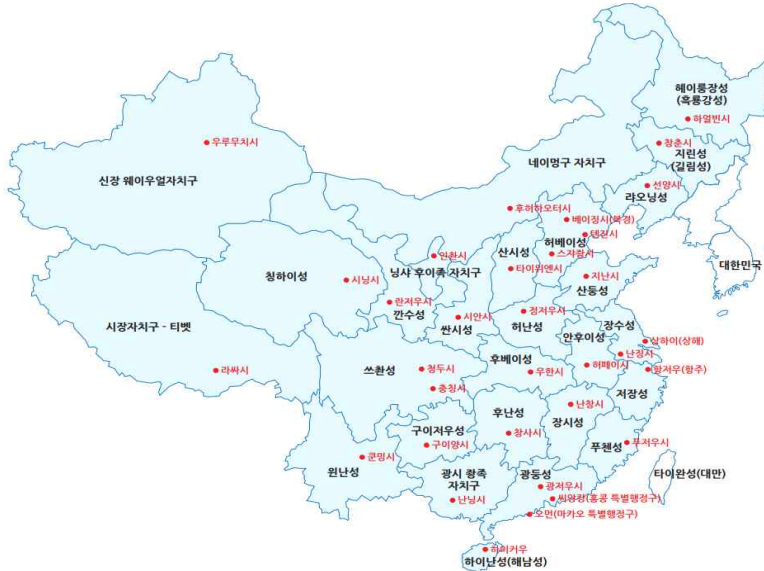 헤이룽장성
(흑룡강성)
하얼빈시
창춘시
지린성
(길림성)
우루무치시
신장 웨이우얼자치구
네이멍구 자치구
선양시
랴오닝성
후허하오터시
베이징시(북경)
텐진시
허베이성
스자좡시
산시성
타이위엔시
인촨시
닝샤 후이족 자치구
칭하이성
시닝시
란저우시
깐수성
지난시
산둥성
대한민국
시안시
싼시성
정저우시
허난성
장수성
안후이성
상하이(상해)
난징시
항저우(항주)
허페이시
시장자치구 - 티벳
라싸시
쓰촨성
청두시
충칭시
후베이성
우한시
저장성
난창시
장시성
후난성
창사시
구이저우성
구이양시
푸젠성
푸저우시
쿤밍시
윈난성
광시 좡족
자치구
난닝시
광둥성
광저우시
씨앙강(홍콩 특별행정구)
오먼(마카오 특별행정구)
타이완성(대만)
하이커우
하이난성(해남성)